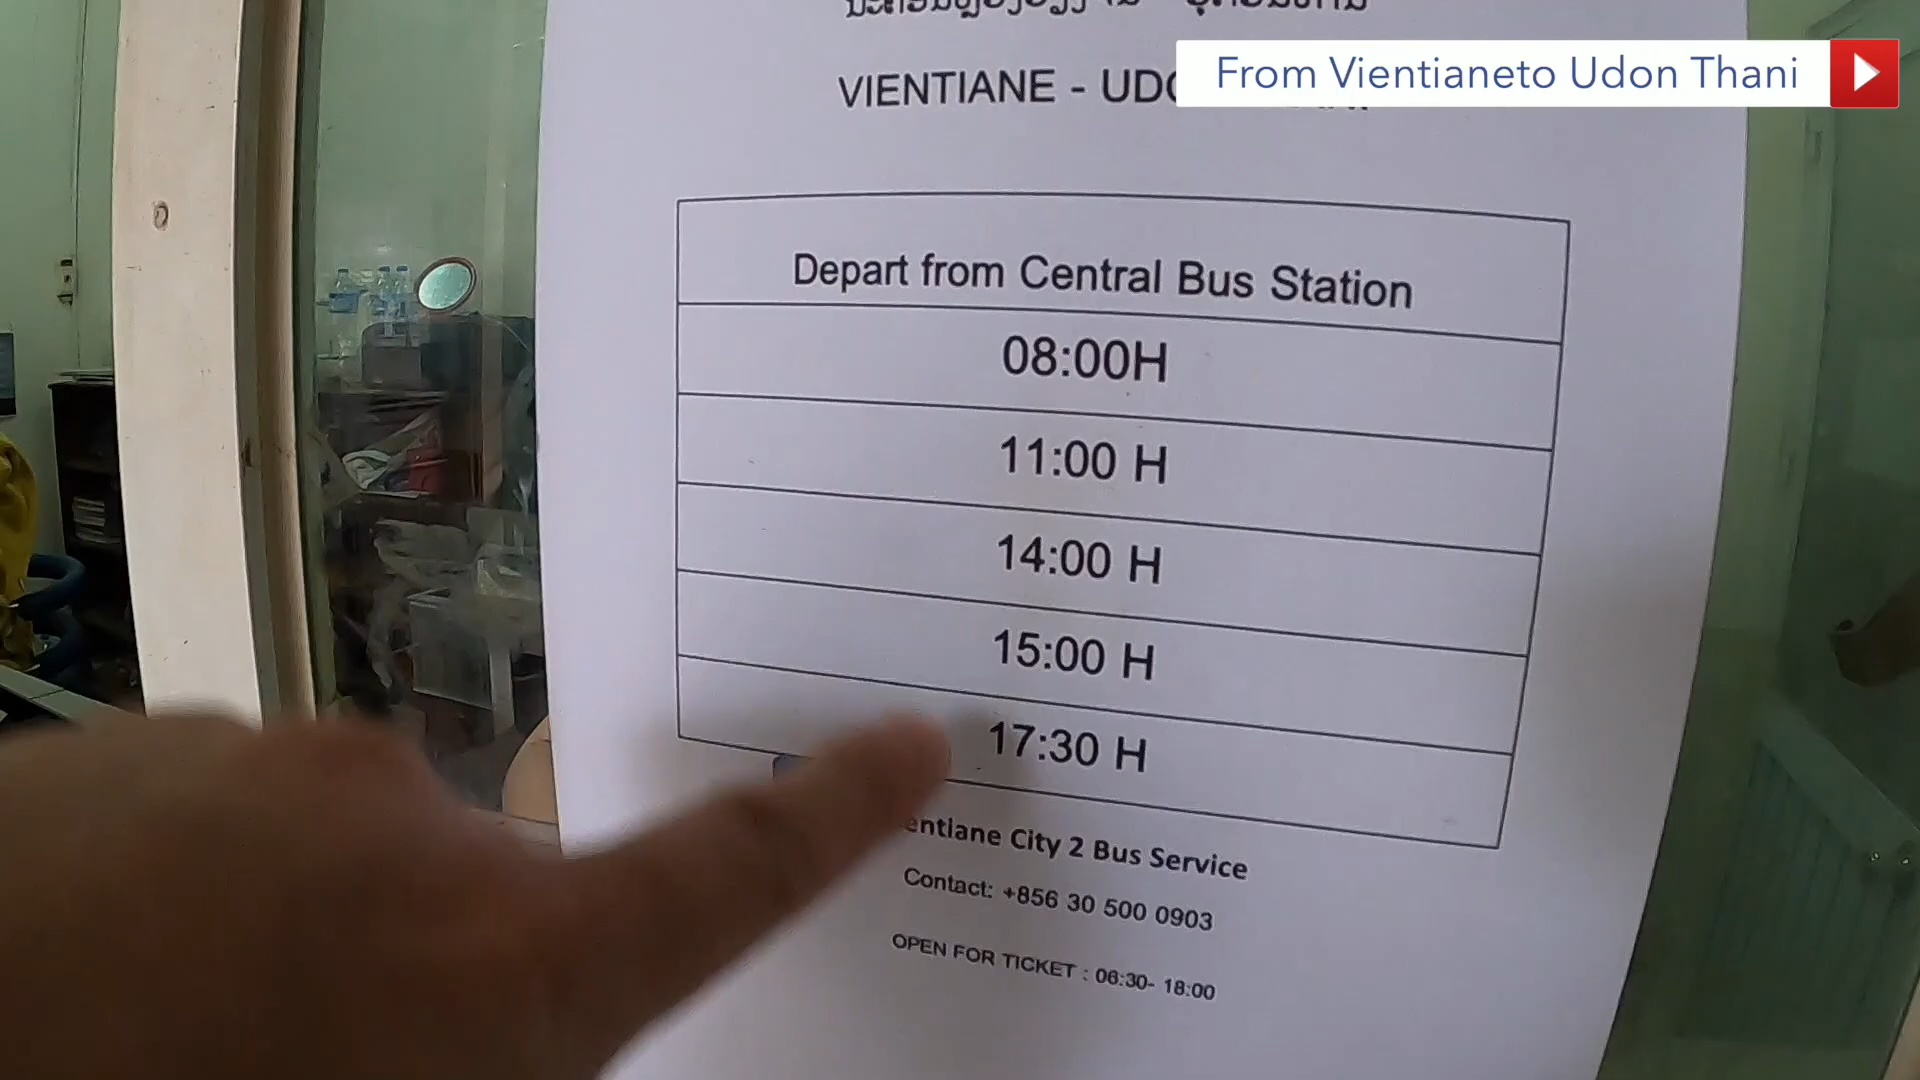 VIENTIANE - UD
From Vientianeto Udon Thani
Depart from Central Bus Station
08:00H
11:00 H
14:00 H
15:00 H
17:30 H
entiane City 2 Bus Service
Contact: +856 30 500 0903
OPEN FOR TICKET : 06:30- 18:00